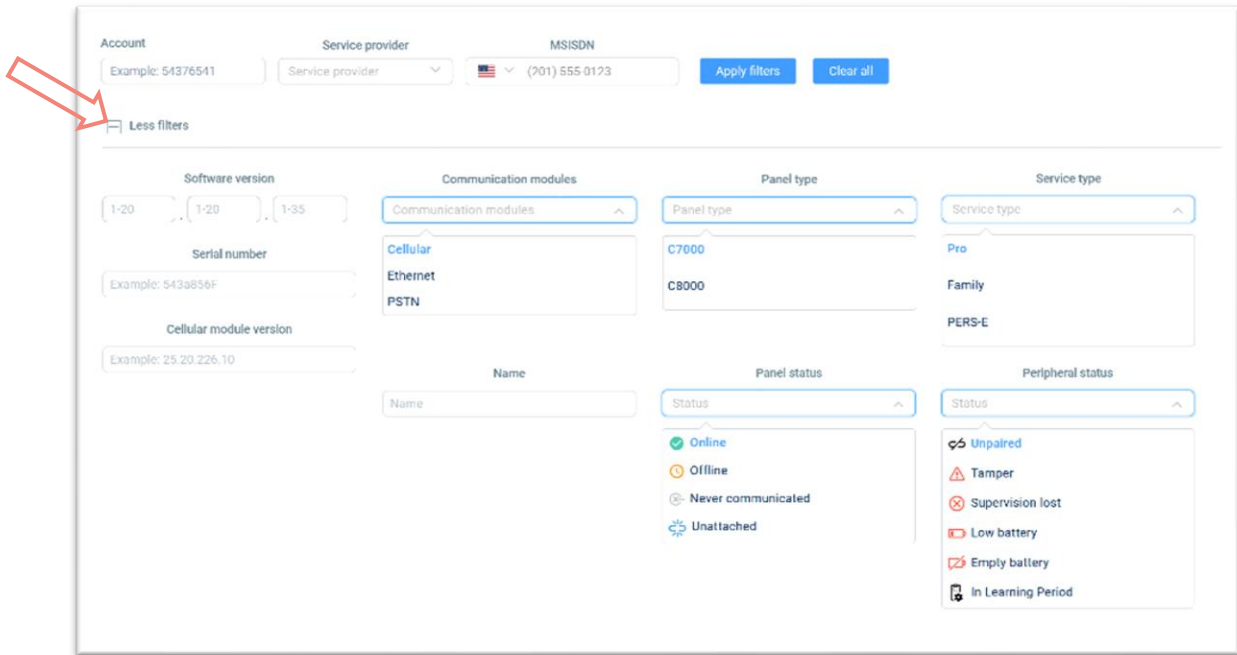 Account
Service provider
MSISDN
Example: 54376541
Service provider
(201) 555-0123
Apply filters
Clear all
Less filters
Software version
1-20 . 1-20 . 1-35
Serial number
Example: 543a856F
Cellular module version
Example: 25.20.226.10
Communication modules
Communication modules
Cellular
Ethernet
PSTN
Name
Name
Panel type
Panel type
C7000
C8000
Panel status
Status
Online
Offline
Never communicated
Unattached
Service type
Service type
Pro
Family
PERS-E
Peripheral status
Status
Unpaired
Tamper
Supervision lost
Low battery
Empty battery
In Learning Period